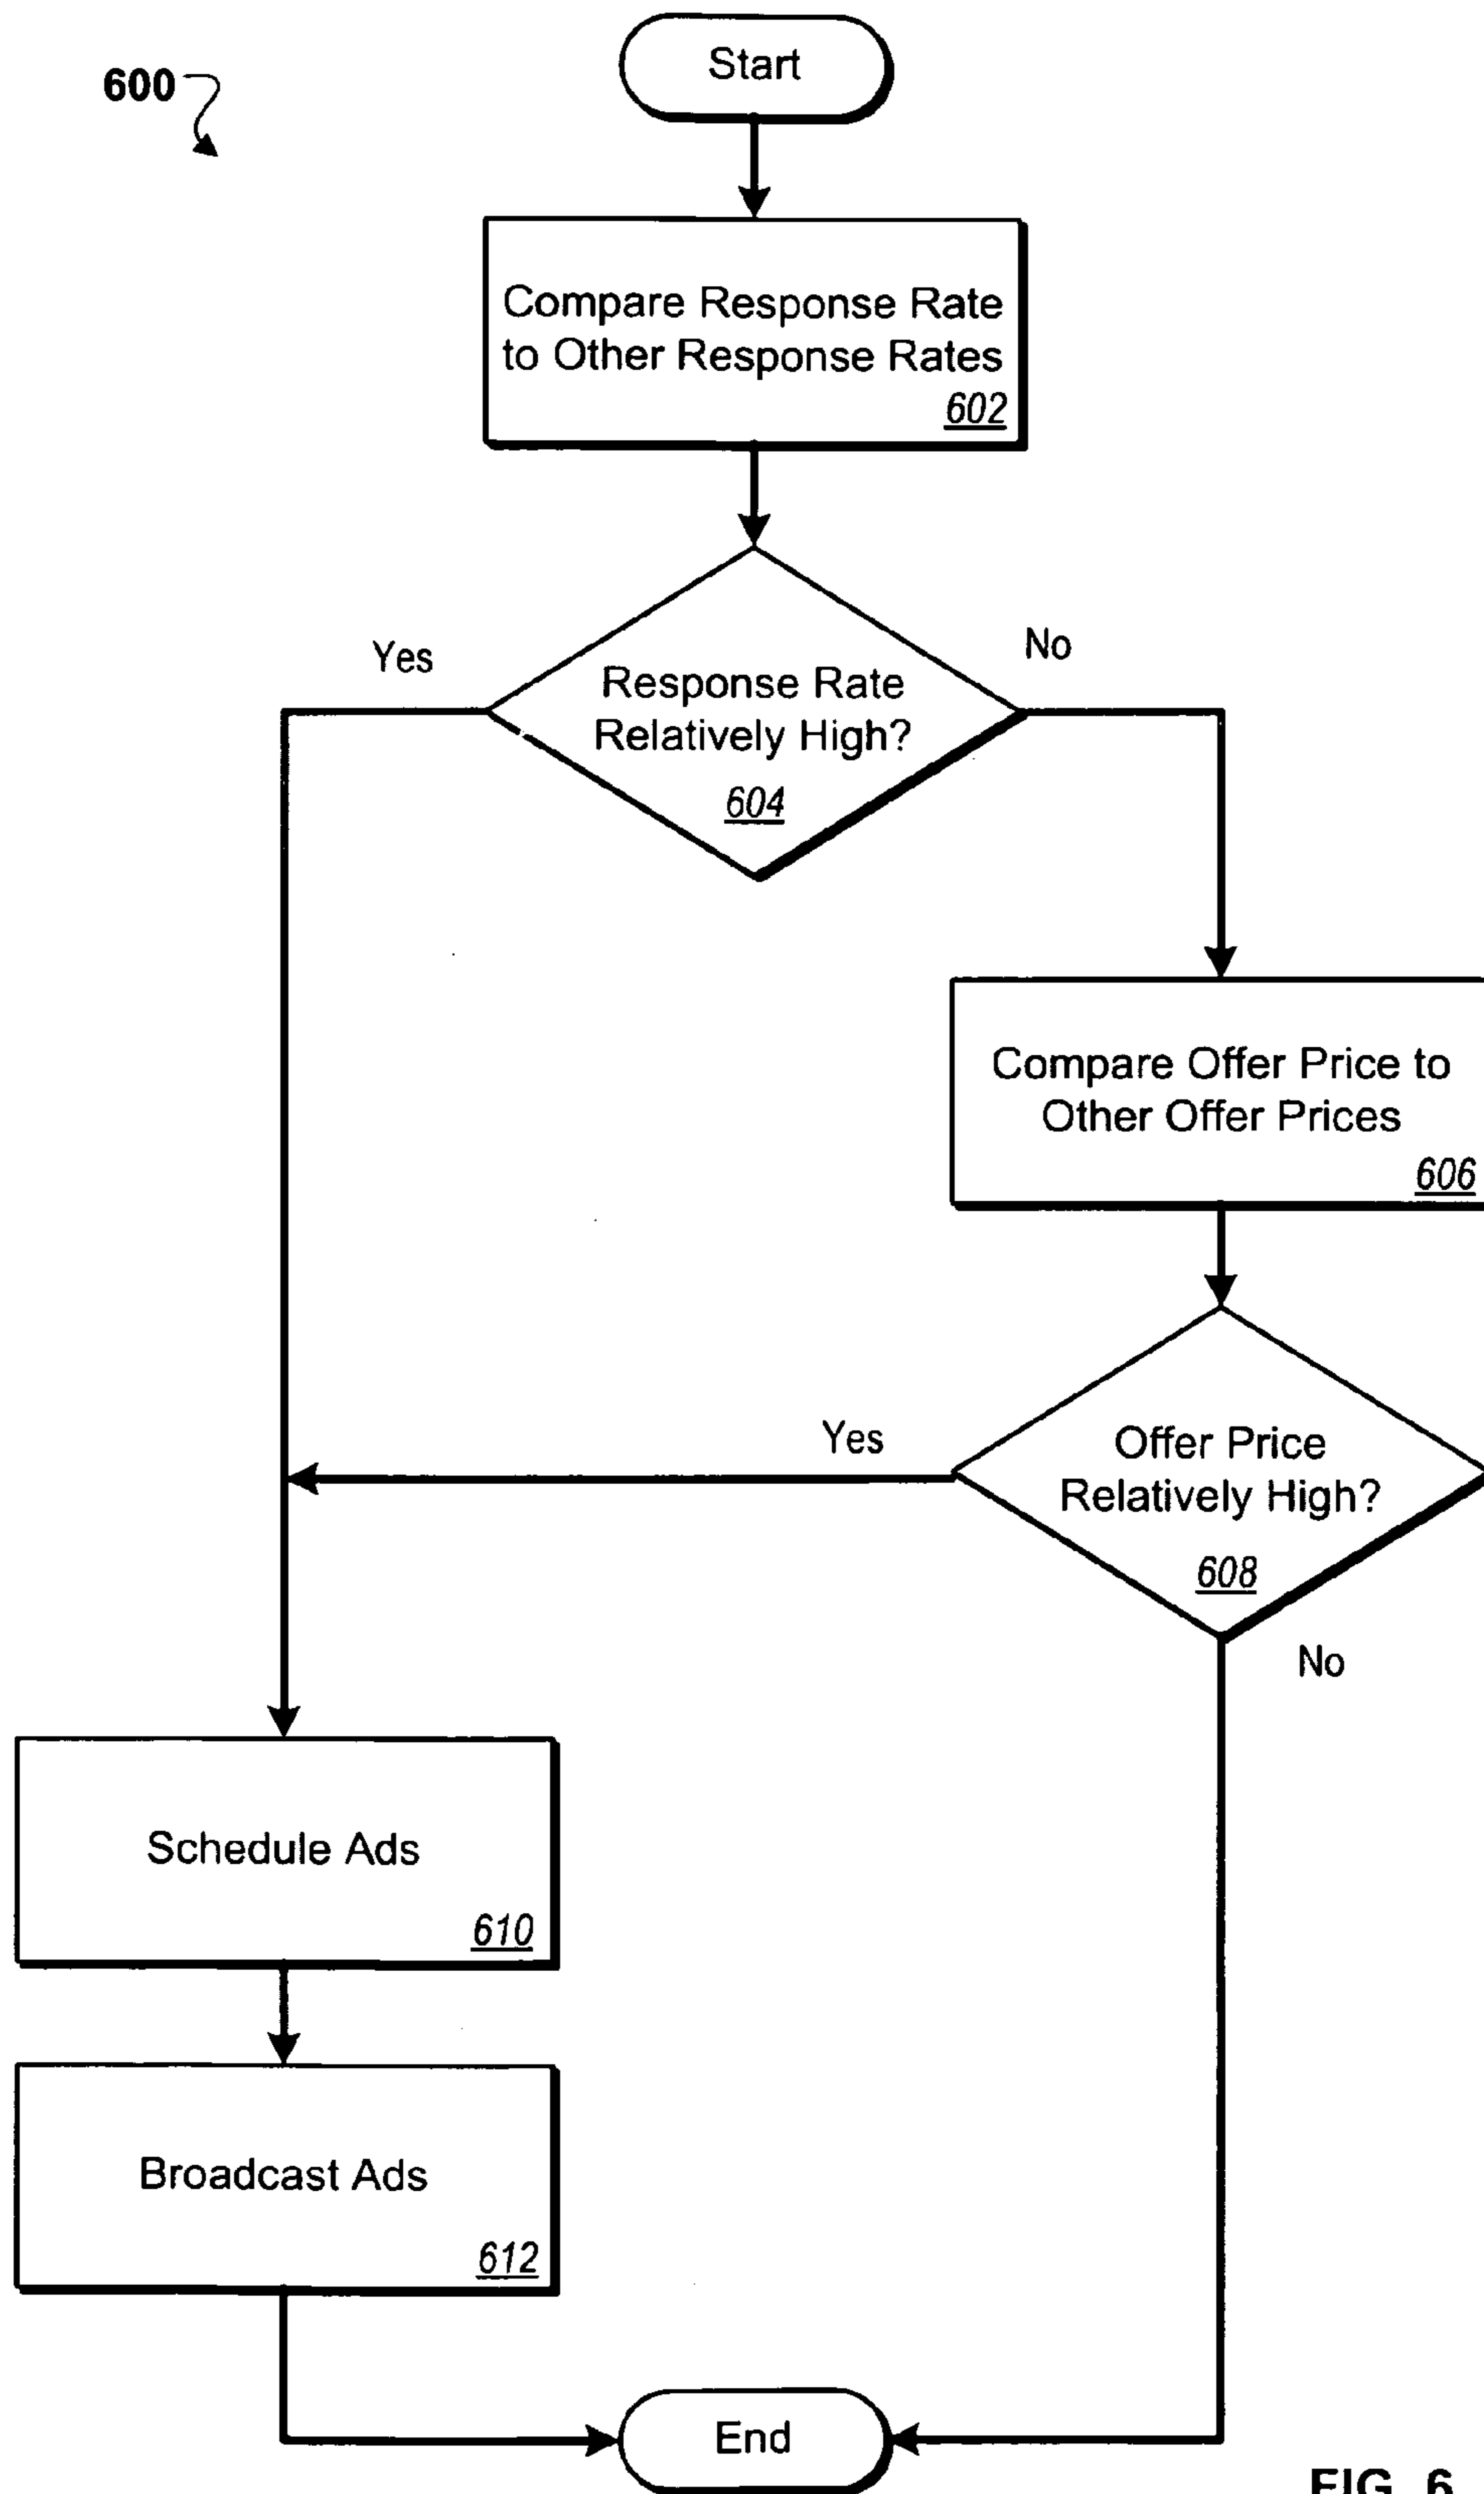 600
Start
Compare Response Rate
to Other Response Rates
602
Yes
No
Response Rate
Relatively High?
604
Compare Offer Price to
Other Offer Prices
606
Yes
Offer Price
Relatively High?
608
No
Schedule Ads
610
Broadcast Ads
612
End
FIG. 6